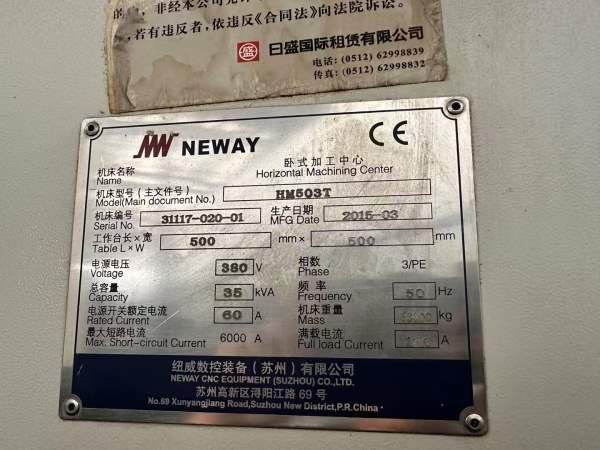 非经本公司允许
，若有违反者，依违反《合同法》向法院诉讼。
盛 日盛国际租赁有限公司
电话：(0512) 62998839
传真：(0512) 62998832
NEWAY CE
机床名称 卧式加工中心
Name Horizontal Machining Center
机床型号（主文件号）
Model(Main document No.) HM503T
机床编号 31117-020-01 生产日期 2015-03
Serial No. MFG Date
工作台长×宽 500 mm× 500 mm
Table L×W
电源电压 380 V 相数 3/PE
Voltage Phase
总容量 35 kVA 频率 50 Hz
Capacity Frequency
电源开关额定电流 60 A 机床重量 kg
Rated Current Mass
最大短路电流 6000 A 满载电流 A
Max. Short-circuit Current Full load Current
纽威数控装备（苏州）有限公司
NEWAY CNC EQUIPMENT (SUZHOU) CO.,LTD.
苏州高新区浔阳江路 69 号
No.69 Xunyangjiang Road,Suzhou New District,P.R.China